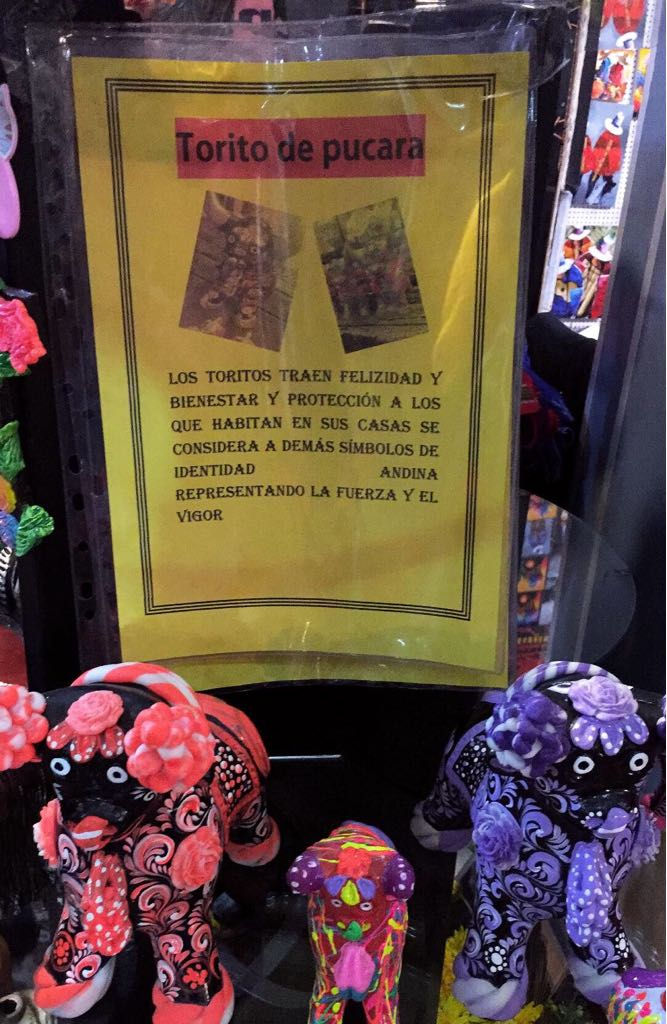 Torito de pucara
LOS TORITOS TRAEN FELIZIDAD Y
BIENESTAR Y PROTECCIÓN A LOS
QUE HABITAN EN SUS CASAS SE
CONSIDERA A DEMÁS SÍMBOLOS DE
IDENTIDAD ANDINA
REPRESENTANDO LA FUERZA Y EL
VIGOR